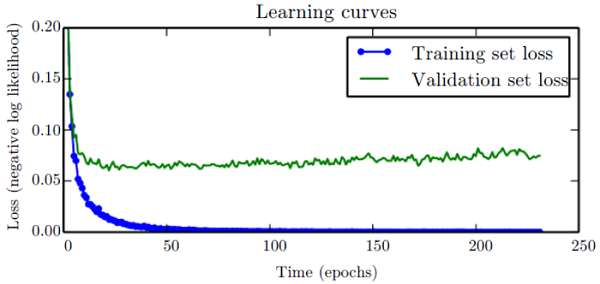 Learning curves
Loss (negative log likelihood)
0.20
0.15
0.10
0.05
0.00
Training set loss
Validation set loss
0 50 100 150 200 250
Time (epochs)